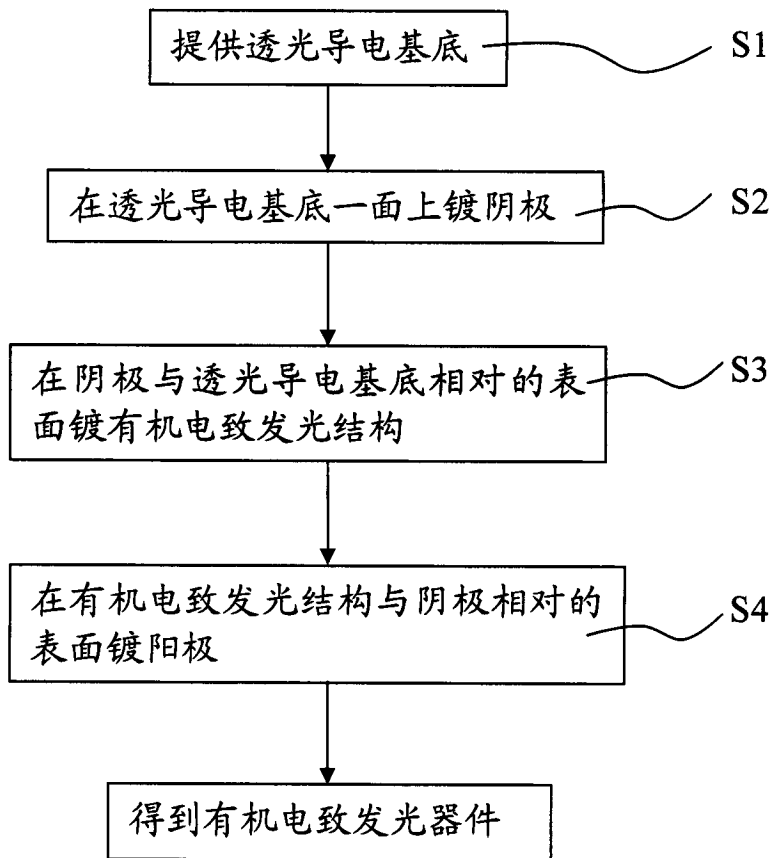 提供透光导电基底
S1
在透光导电基底一面上镀阴极
S2
在阴极与透光导电基底相对的表
面镀有机电致发光结构
S3
在有机电致发光结构与阴极相对的
表面镀阳极
S4
得到有机电致发光器件